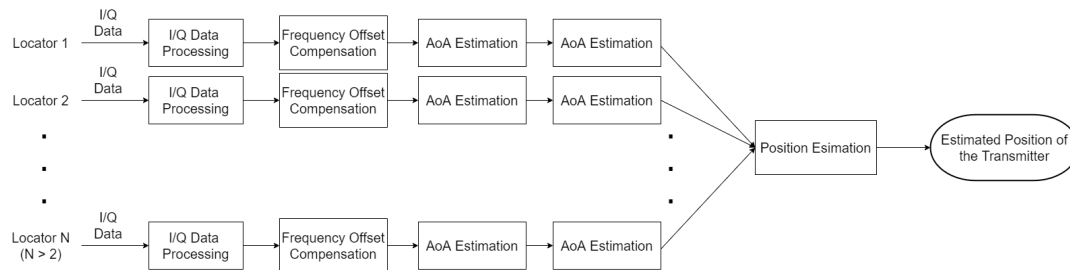 I/Q
Data
Locator 1
I/Q Data
Processing
Frequency Offset
Compensation
AoA Estimation
AoA Estimation
I/Q
Data
Locator 2
I/Q Data
Processing
Frequency Offset
Compensation
AoA Estimation
AoA Estimation
Position Esimation
Estimated Position of
the Transmitter
I/Q
Data
Locator N
(N > 2)
I/Q Data
Processing
Frequency Offset
Compensation
AoA Estimation
AoA Estimation